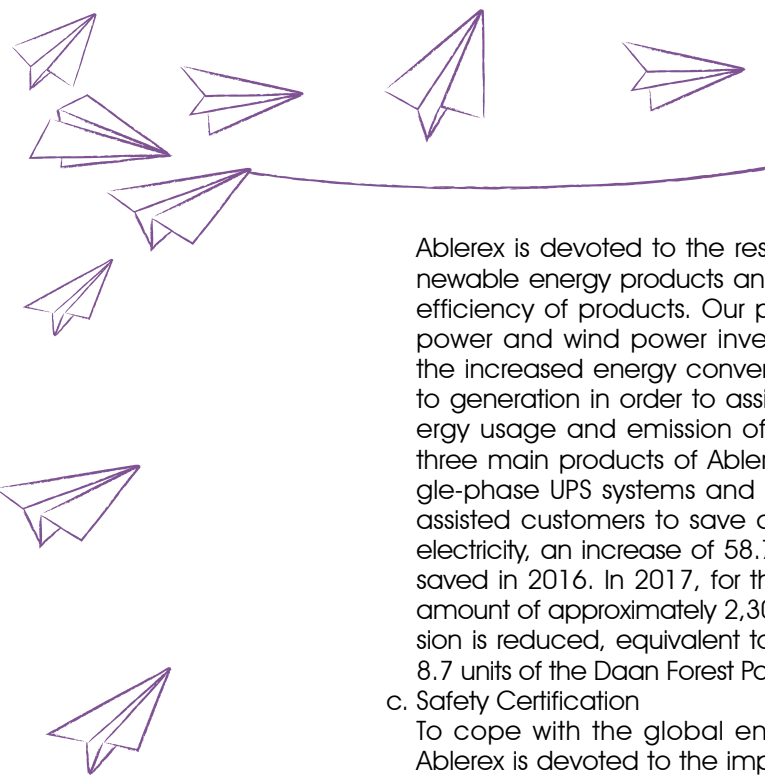 Ablerex is devoted to the res
newable energy products an
efficiency of products. Our p
power and wind power inve
the increased energy conver
to generation in order to assi
ergy usage and emission of
three main products of Abler
gle-phase UPS systems and
assisted customers to save a
electricity, an increase of 58.7
saved in 2016. In 2017, for th
amount of approximately 2,30
sion is reduced, equivalent to
8.7 units of the Daan Forest Pa
c. Safety Certification
To cope with the global en
Ablerex is devoted to the imp